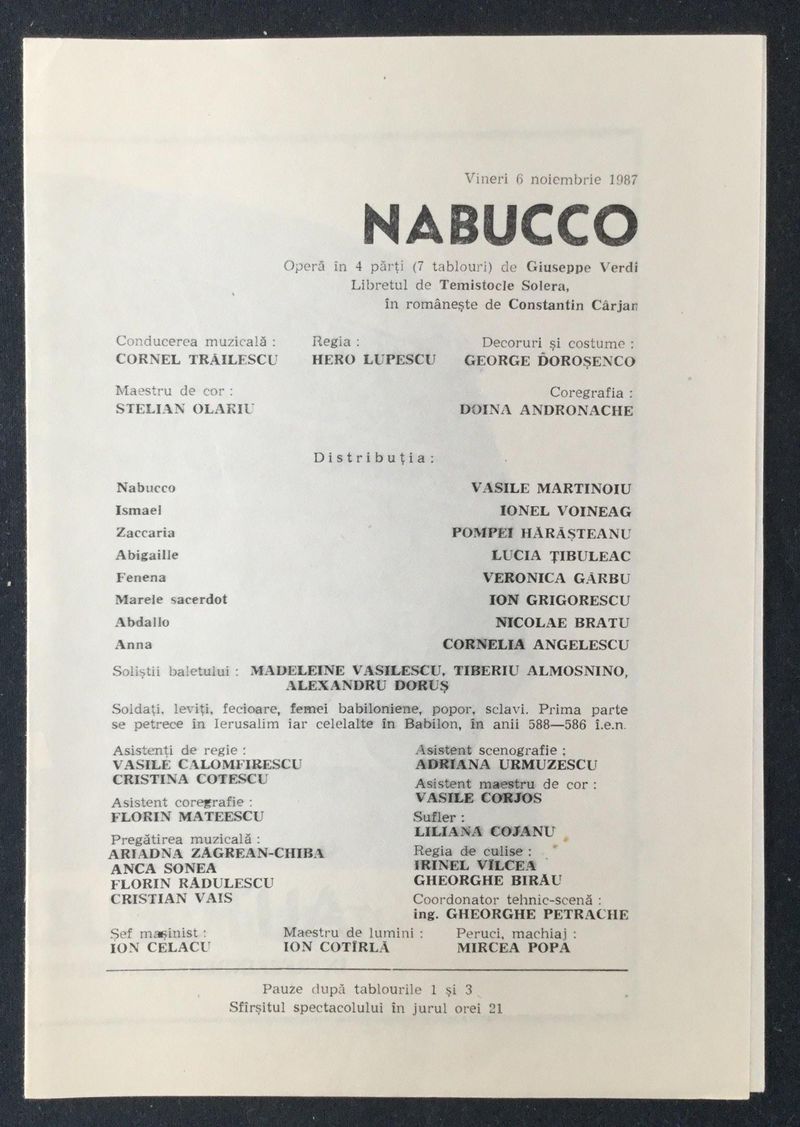 Vineri 6 noiembrie 1987
NABUCCO
Operă în 4 părți (7 tablouri) de Giuseppe Verdi
Libretul de Temistocle Solera,
în românește de Constantin Cârjan
Conducerea muzicală : Regia : Decoruri și costume :
CORNEL TRĂILESCU HERO LUPESCU GEORGE DOROȘENCO
Maestru de cor : Coregrafia :
STELIAN OLARIU DOINA ANDRONACHE
Distribuția:
Nabucco VASILE MARTINOIU
Ismael IONEL VOINEAG
Zaccaria POMPEI HĂRĂȘTEANU
Abigaille LUCIA ȚIBULEAC
Fenena VERONICA GÂRBU
Marele sacerdot ION GRIGORESCU
Abdallo NICOLAE BRATU
Anna CORNELIA ANGELESCU
Soliștii baletului : MADELEINE VASILESCU, TIBERIU ALMOSNINO,
ALEXANDRU DORUȘ
Soldați, leviți, fecioare, femei babiloniene, popor, sclavi. Prima parte
se petrece în Ierusalim iar celelalte în Babilon, în anii 588—586 î.e.n.
Asistenți de regie :
VASILE CALOMFIRESCU
CRISTINA COTESCU
Asistent coregrafie :
FLORIN MATEESCU
Pregătirea muzicală :
ARIADNA ZĂGREAN-CHIBA
ANCA SONEA
FLORIN RĂDULESCU
CRISTIAN VAIS
Asistent scenografie :
ADRIANA URMUZESCU
Asistent maestru de cor :
VASILE CORJOS
Sufler :
LILIANA COJANU
Regia de culise :
IRINEL VÎLCEA
GHEORGHE BIRĂU
Coordonator tehnic-scenă :
ing. GHEORGHE PETRACHE
Șef mașinist : Maestru de lumini : Peruci, machiaj :
ION CELACU ION COTÎRLĂ MIRCEA POPA
Pauze după tablourile 1 și 3
Sfîrșitul spectacolului în jurul orei 21